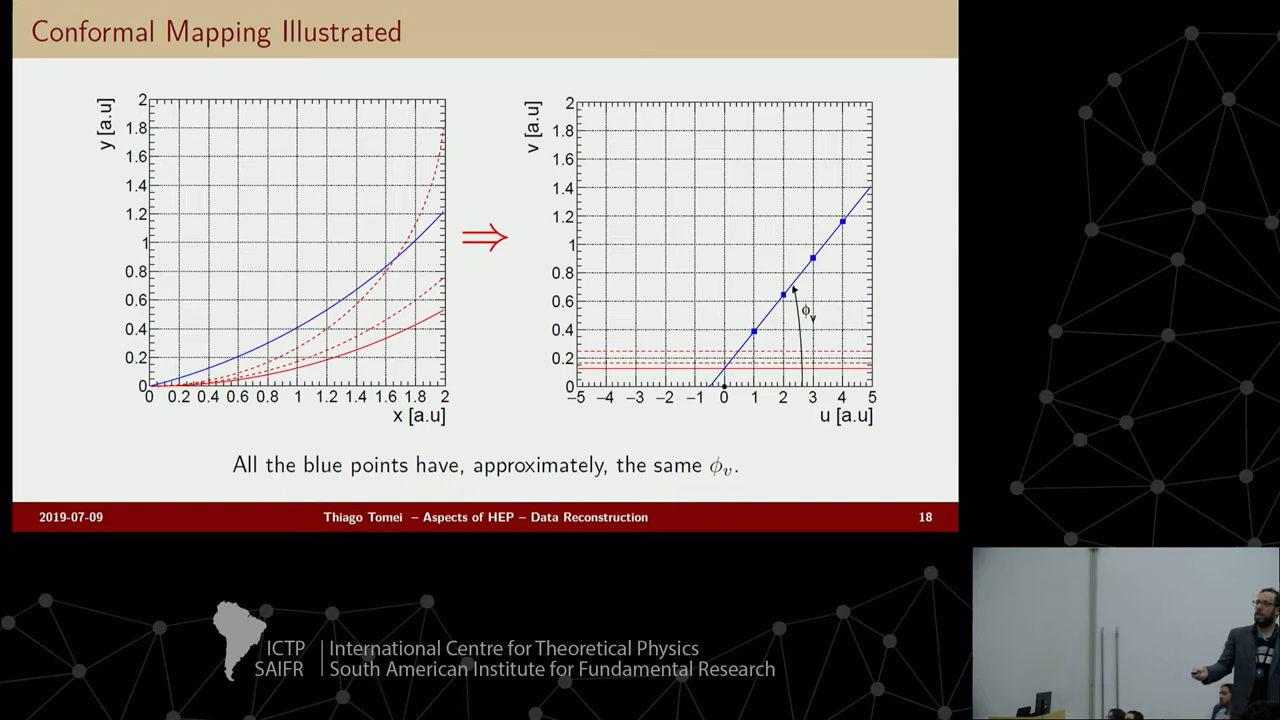 Conformal Mapping Illustrated
y [a.u]
2
1.8
1.6
1.4
1.2
1
0.8
0.6
0.4
0.2
0
0 0.2 0.4 0.6 0.8 1 1.2 1.4 1.6 1.8 2
x [a.u]
⇒
v [a.u]
2
1.8
1.6
1.4
1.2
1
0.8
0.6
0.4
0.2
0
−5 −4 −3 −2 −1 0 1 2 3 4 5
u [a.u]
ϕv
All the blue points have, approximately, the same ϕv.
2019-07-09 Thiago Tomei – Aspects of HEP – Data Reconstruction 18
ICTP International Centre for Theoretical Physics
SAIFR South American Institute for Fundamental Research